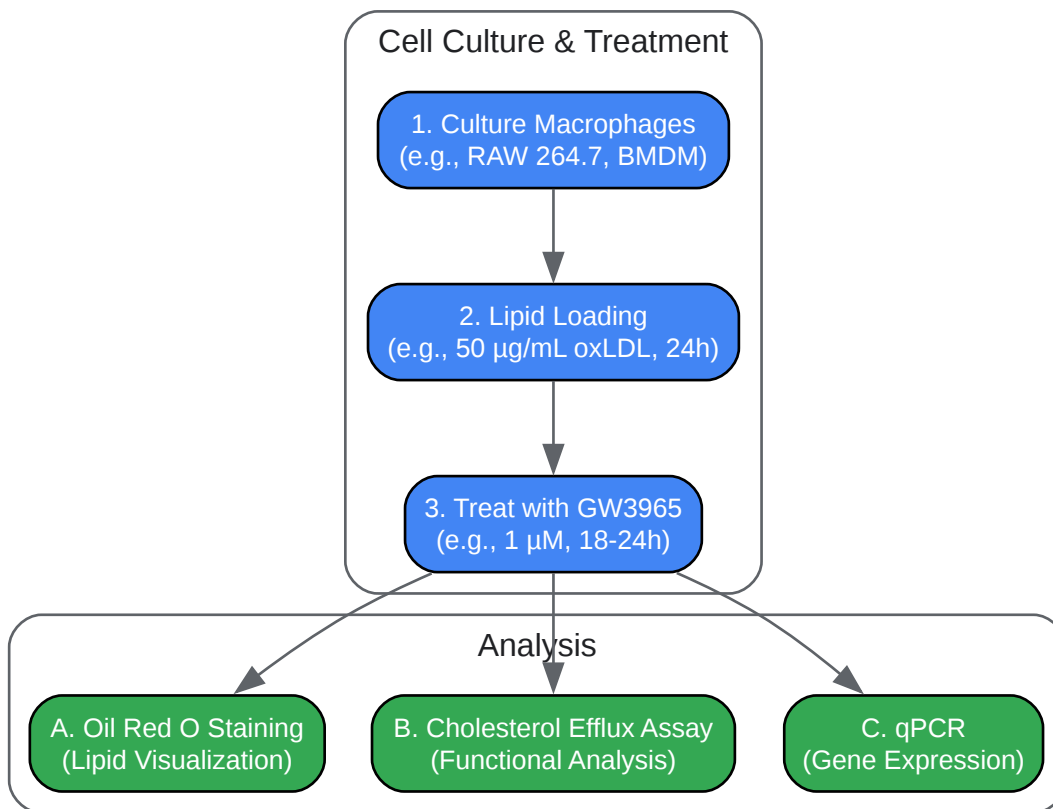 Cell Culture & Treatment
1. Culture Macrophages
(e.g., RAW 264.7, BMDM)
2. Lipid Loading
(e.g., 50 µg/mL oxLDL, 24h)
3. Treat with GW3965
(e.g., 1 µM, 18-24h)
Analysis
A. Oil Red O Staining
(Lipid Visualization)
B. Cholesterol Efflux Assay
(Functional Analysis)
C. qPCR
(Gene Expression)